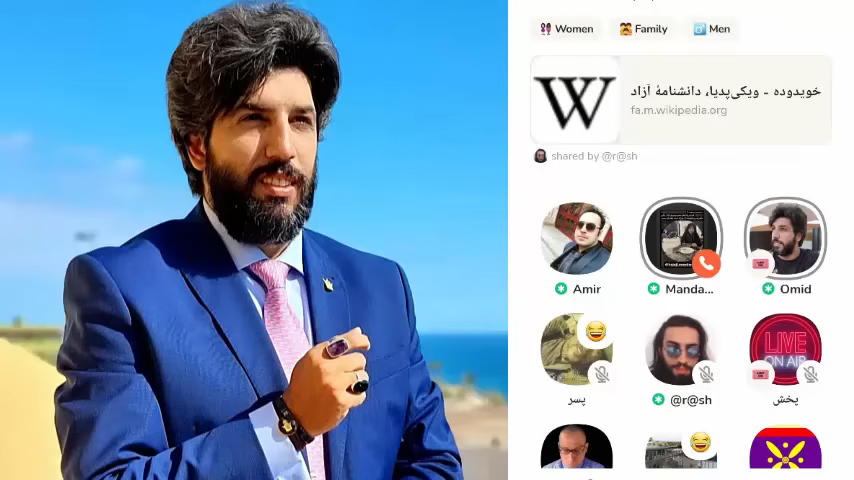 Women
Family
Men
W
خویدوده - ویکی‌پدیا، دانشنامهٔ آزاد
fa.m.wikipedia.org
shared by @r@sh
Amir
Manda...
Omid
LIVE
ON AIR
پسر
@r@sh
پخش